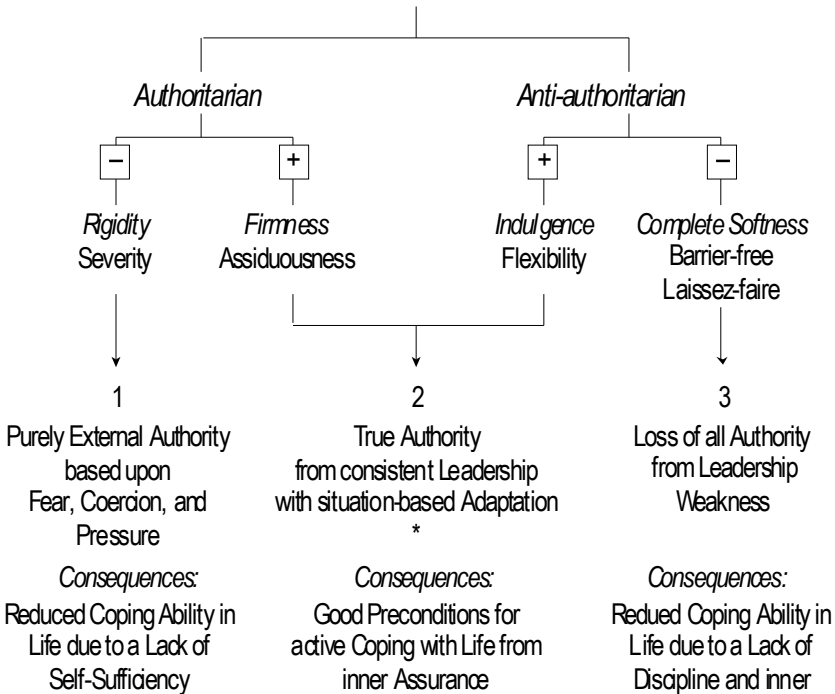 Authoritarian
Anti-authoritarian
–
+
+
–
Rigidity
Severity
Firmness
Assiduousness
Indulgence
Flexibility
Complete Softness
Barrier-free
Laissez-faire
1
Purely External Authority
based upon
Fear, Coercion, and
Pressure
Consequences:
Reduced Coping Ability in
Life due to a Lack of
Self-Sufficiency
2
True Authority
from consistent Leadership
with situation-based Adaptation
*
Consequences:
Good Preconditions for
active Coping with Life from
inner Assurance
3
Loss of all Authority
from Leadership
Weakness
Consequences:
Redued Coping Ability in
Life due to a Lack of
Discipline and inner